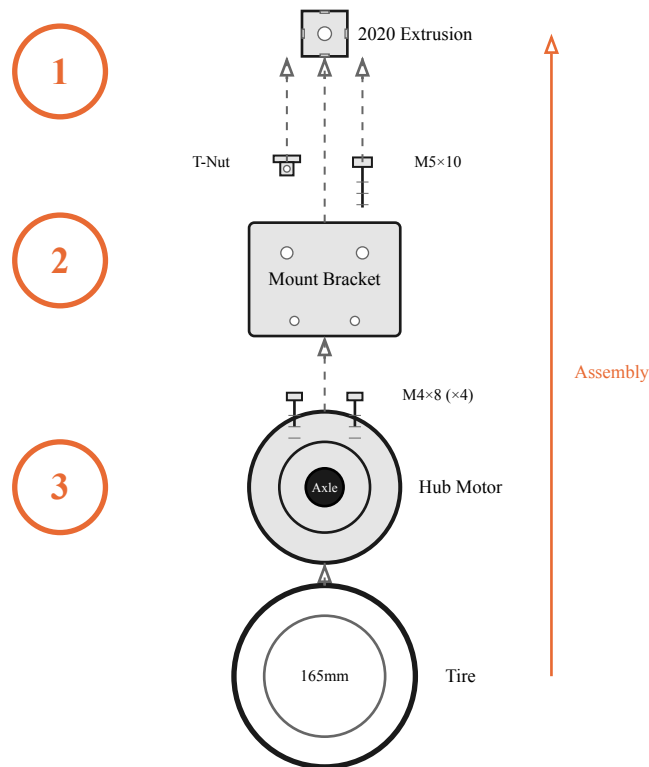 2020 Extrusion
1
T-Nut
M5×10
2
Mount Bracket
Assembly
M4×8 (×4)
3
Axle
Hub Motor
165mm
Tire